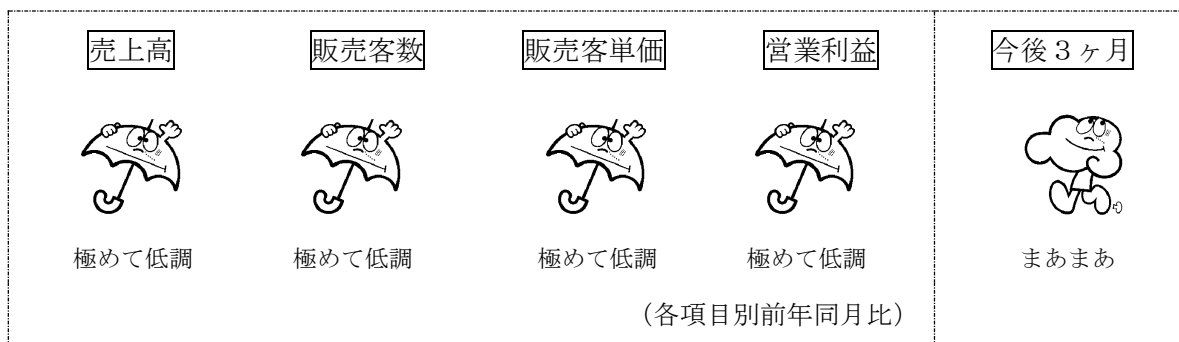 売上高 販売客数 販売客単価 営業利益 今後３ヶ月
極めて低調 極めて低調 極めて低調 極めて低調 まあまあ
（各項目別前年同月比）